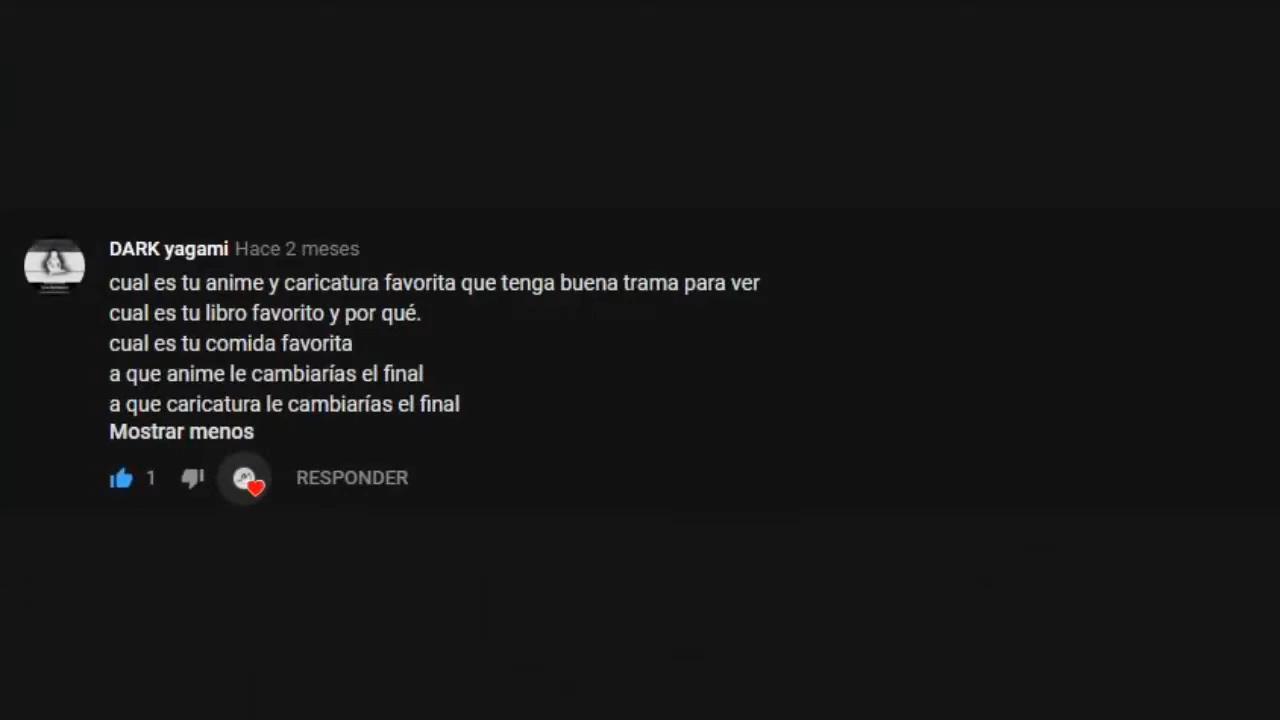 DARK yagami Hace 2 meses
cual es tu anime y caricatura favorita que tenga buena trama para ver
cual es tu libro favorito y por qué.
cual es tu comida favorita
a que anime le cambiarías el final
a que caricatura le cambiarías el final
Mostrar menos
1 RESPONDER